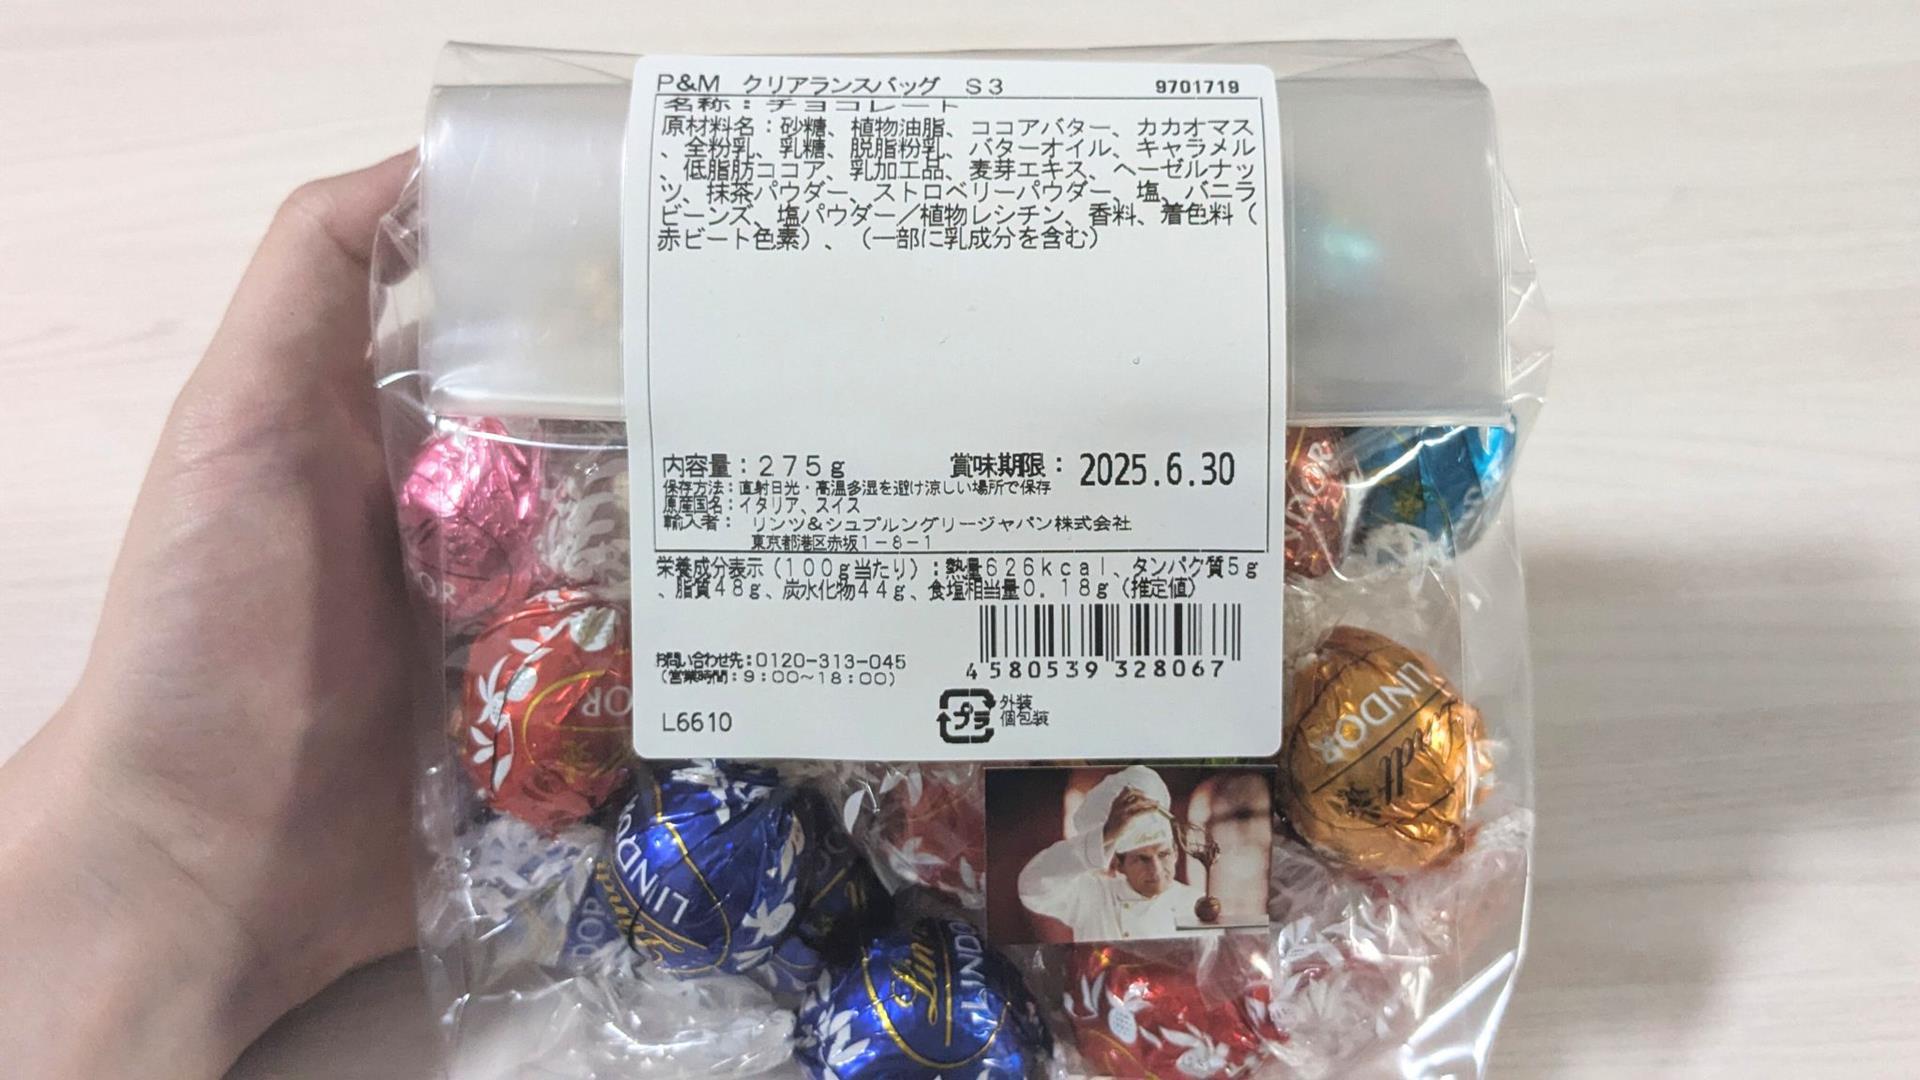 P&M クリアランスバッグ S3 9701719
名称：チョコレート
原材料名：砂糖、植物油脂、ココアバター、カカオマス
、全粉乳、乳糖、脱脂粉乳、バターオイル、キャラメル
、低脂肪ココア、乳加工品、麦芽エキス、ヘーゼルナッ
ツ、抹茶パウダー、ストロベリーパウダー、塩、バニラ
ビーンズ、塩パウダー／植物レシチン、香料、着色料（
赤ビート色素）、（一部に乳成分を含む）
内容量：275g 賞味期限：2025.6.30
保存方法：直射日光・高温多湿を避け涼しい場所で保存
原産国名：イタリア、スイス
輸入者： リンツ&シュプルングリージャパン株式会社
東京都港区赤坂1-8-1
栄養成分表示（100g当たり）：熱量626kcal、タンパク質5g
、脂質48g、炭水化物44g、食塩相当量0.18g（推定値）
お問い合わせ先：0120-313-045
（営業時間：9：00～18：00）
4 580539 328067
L6610
プラ
外装
個包装
DOR
UDOR
LINDOR
Lindt
LINDOR
Lindt
DOR
LINDOR
Lin